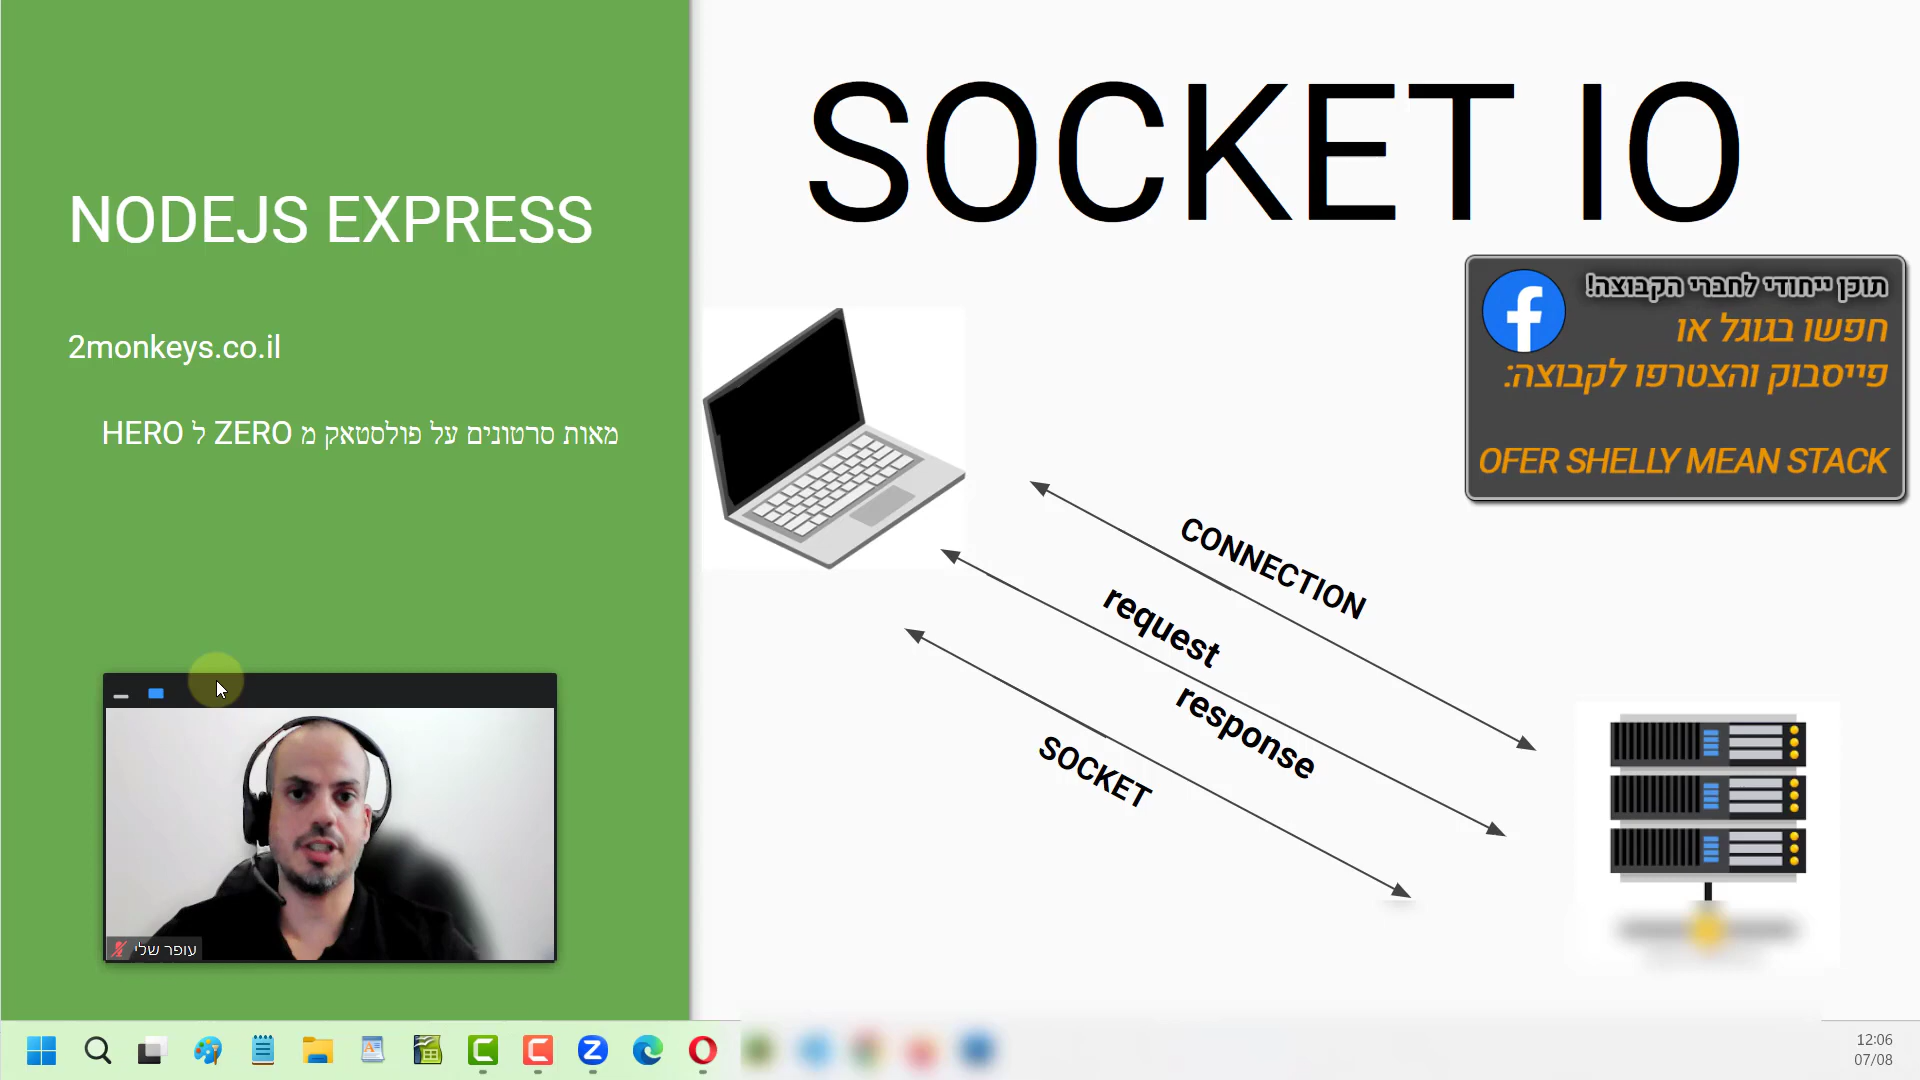 NODEJS EXPRESS
2monkeys.co.il
מאות סרטונים על פולסטאק מ ZERO ל HERO
SOCKET IO
תוכן ייחודי לחברי הקבוצה!
חפשו בגוגל או
פייסבוק והצטרפו לקבוצה:
OFER SHELLY MEAN STACK
CONNECTION
request
response
SOCKET
עופר שלי
12:06
07/08